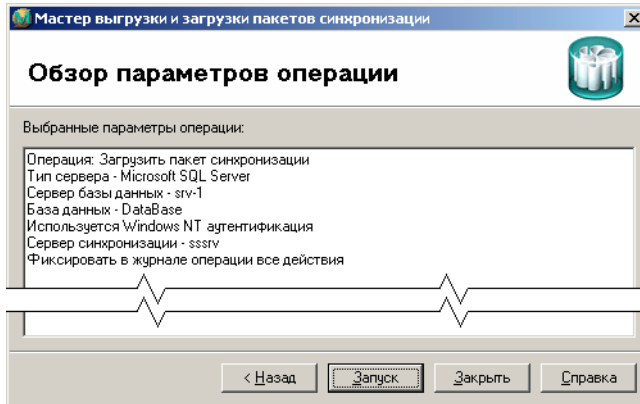 Мастер выгрузки и загрузки пакетов синхронизации
Обзор параметров операции
Выбранные параметры операции:
Операция: Загрузить пакет синхронизации
Тип сервера - Microsoft SQL Server
Сервер базы данных - srv-1
База данных - DataBase
Используется Windows NT аутентификация
Сервер синхронизации - sssrv
Фиксировать в журнале операции все действия
< Назад Запуск Закрыть Справка